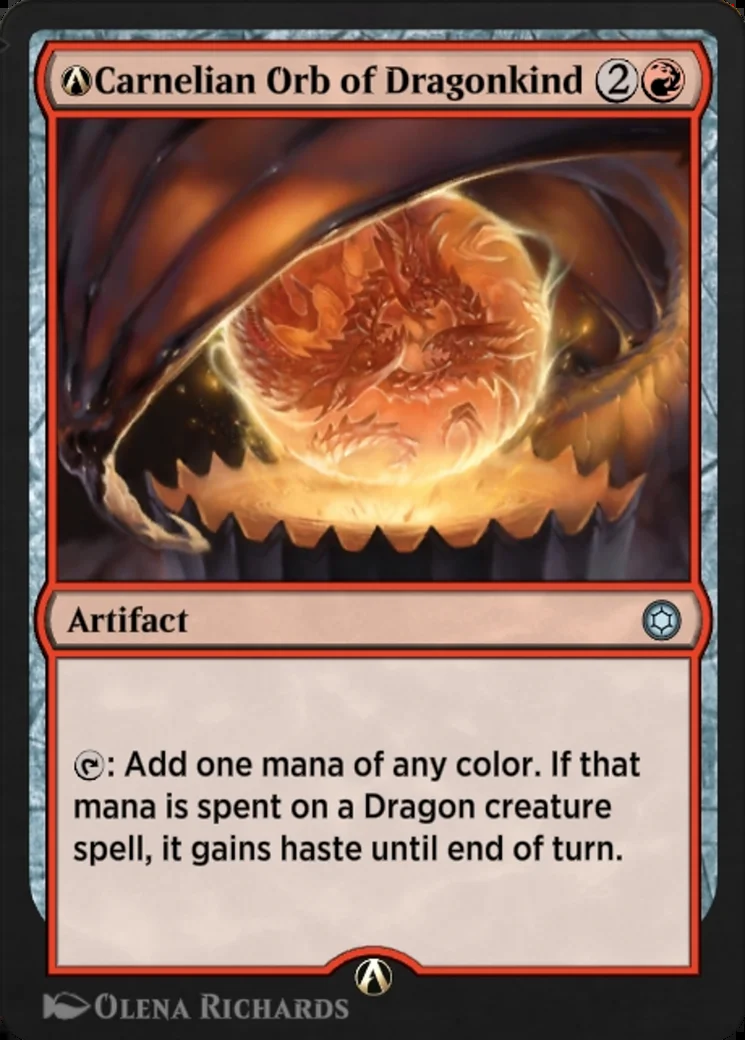 Carnelian Orb of Dragonkind 2
Artifact
: Add one mana of any color. If that
mana is spent on a Dragon creature
spell, it gains haste until end of turn.
Olena Richards